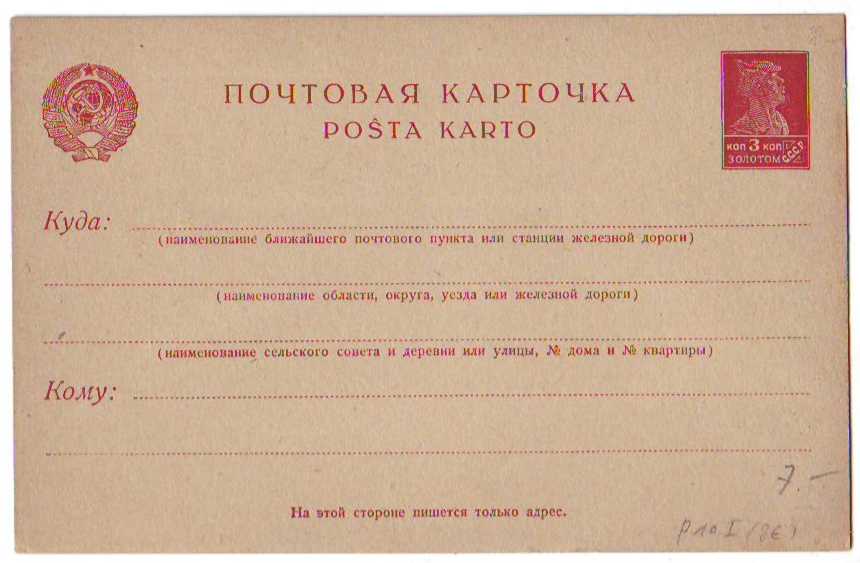 ПОЧТОВАЯ КАРТОЧКА
POŜTA KARTO
КОП 3 КОП
ЗОЛОТОМ
СССР
Куда:
(наименование ближайшего почтового пункта или станции железной дороги)
(наименование области, округа, уезда или железной дороги)
(наименование сельского совета и деревни или улицы, № дома и № квартиры)
Кому:
7.—
На этой стороне пишется только адрес.